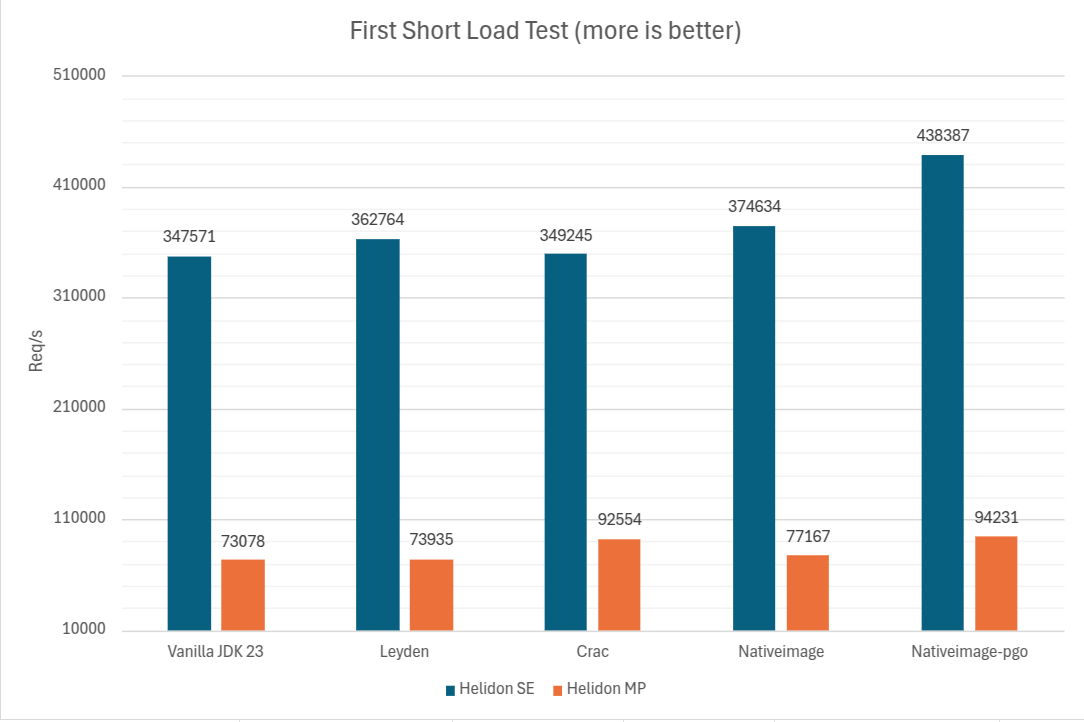 First Short Load Test (more is better)
510000
410000
310000
210000
110000
10000
Req/s
347571
73078
362764
73935
349245
92554
374634
77167
438387
94231
Vanilla JDK 23
Leyden
Crac
Nativeimage
Nativeimage-pgo
Helidon SE
Helidon MP